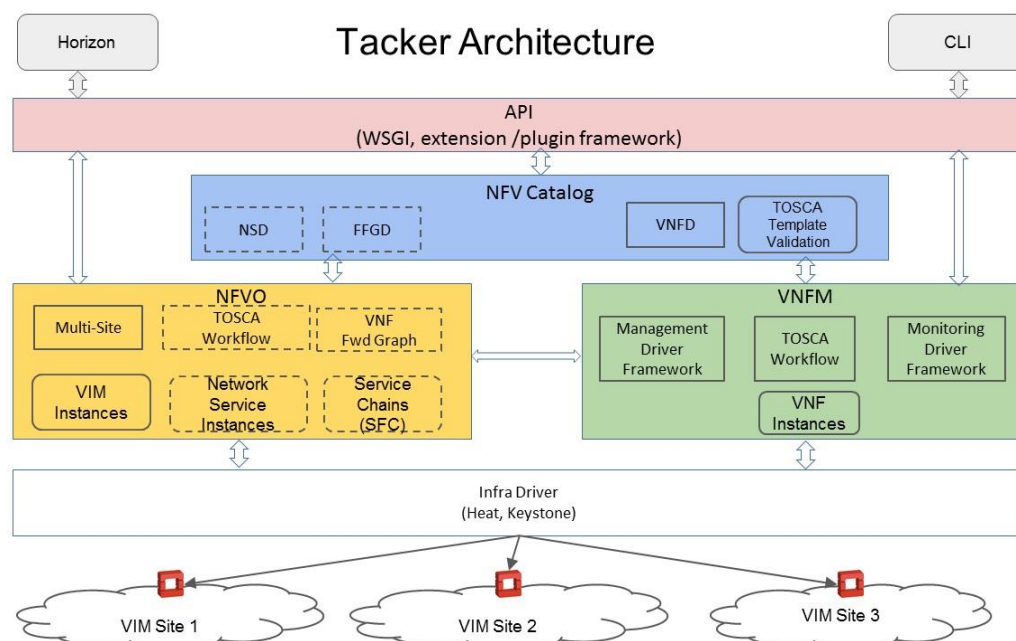 Horizon
Tacker Architecture
CLI
API
(WSGI, extension /plugin framework)
NFV Catalog
NSD
FFGD
VNFD
TOSCA
Template
Validation
NFVO
Multi-Site
TOSCA
Workflow
VNF
Fwd Graph
VIM
Instances
Network
Service
Instances
Service
Chains
(SFC)
VNFM
Management
Driver
Framework
TOSCA
Workflow
Monitoring
Driver
Framework
VNF
Instances
Infra Driver
(Heat, Keystone)
VIM Site 1
VIM Site 2
VIM Site 3